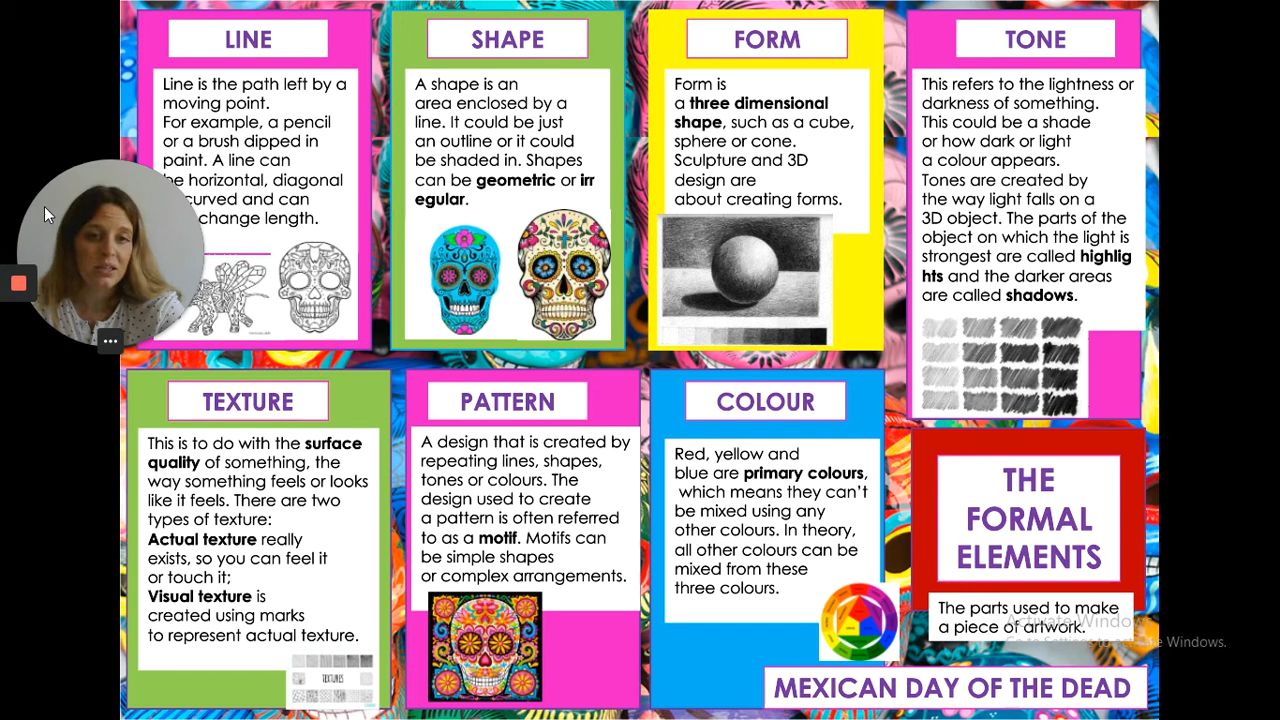 LINE
Line is the path left by a
moving point.
For example, a pencil
or a brush dipped in
paint. A line can
be horizontal, diagonal
curved and can
change length.
SHAPE
A shape is an
area enclosed by a
line. It could be just
an outline or it could
be shaded in. Shapes
can be geometric or irr
egular.
FORM
Form is
a three dimensional
shape, such as a cube,
sphere or cone.
Sculpture and 3D
design are
about creating forms.
TONE
This refers to the lightness or
darkness of something.
This could be a shade
or how dark or light
a colour appears.
Tones are created by
the way light falls on a
3D object. The parts of the
object on which the light is
strongest are called highlig
hts and the darker areas
are called shadows.
TEXTURE
This is to do with the surface
quality of something, the
way something feels or looks
like it feels. There are two
types of texture:
Actual texture really
exists, so you can feel it
or touch it;
Visual texture is
created using marks
to represent actual texture.
TEXTURES
PATTERN
A design that is created by
repeating lines, shapes,
tones or colours. The
design used to create
a pattern is often referred
to as a motif. Motifs can
be simple shapes
or complex arrangements.
COLOUR
Red, yellow and
blue are primary colours,
which means they can't
be mixed using any
other colours. In theory,
all other colours can be
mixed from these
three colours.
THE
FORMAL
ELEMENTS
The parts used to make
a piece of artwork.
Activate Windows
Go to Settings to activate Windows.
MEXICAN DAY OF THE DEAD